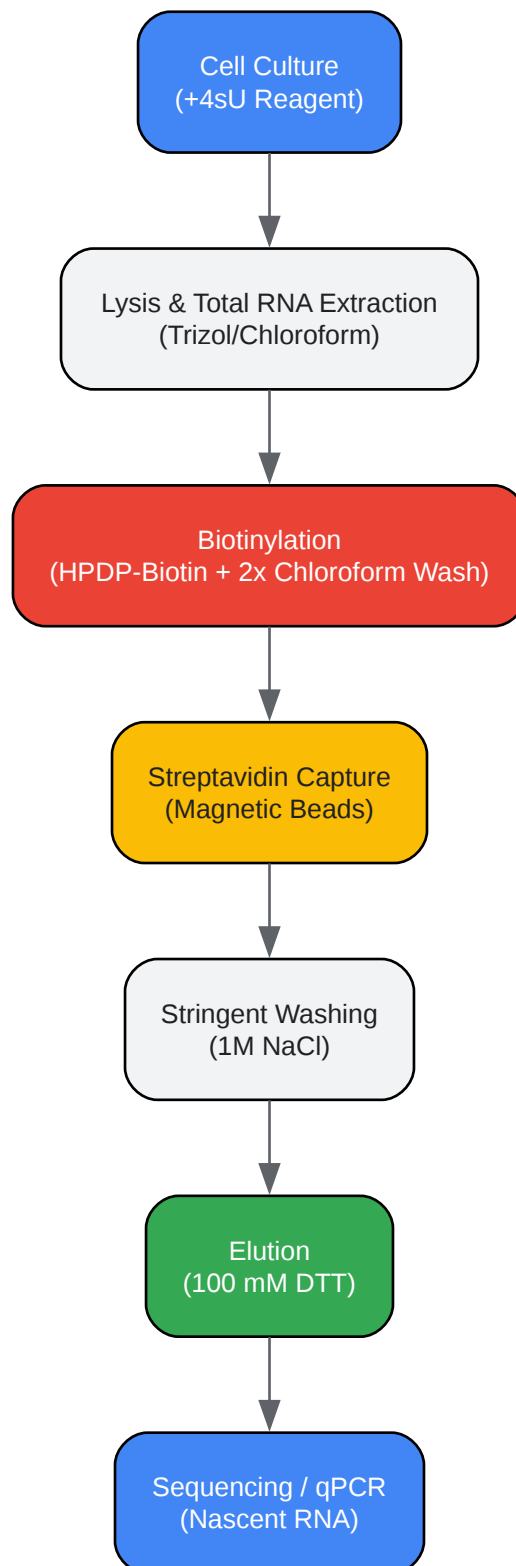 Cell Culture
(+4sU Reagent)
Lysis & Total RNA Extraction
(Trizol/Chloroform)
Biotinylation
(HPDP-Biotin + 2x Chloroform Wash)
Streptavidin Capture
(Magnetic Beads)
Stringent Washing
(1M NaCl)
Elution
(100 mM DTT)
Sequencing / qPCR
(Nascent RNA)